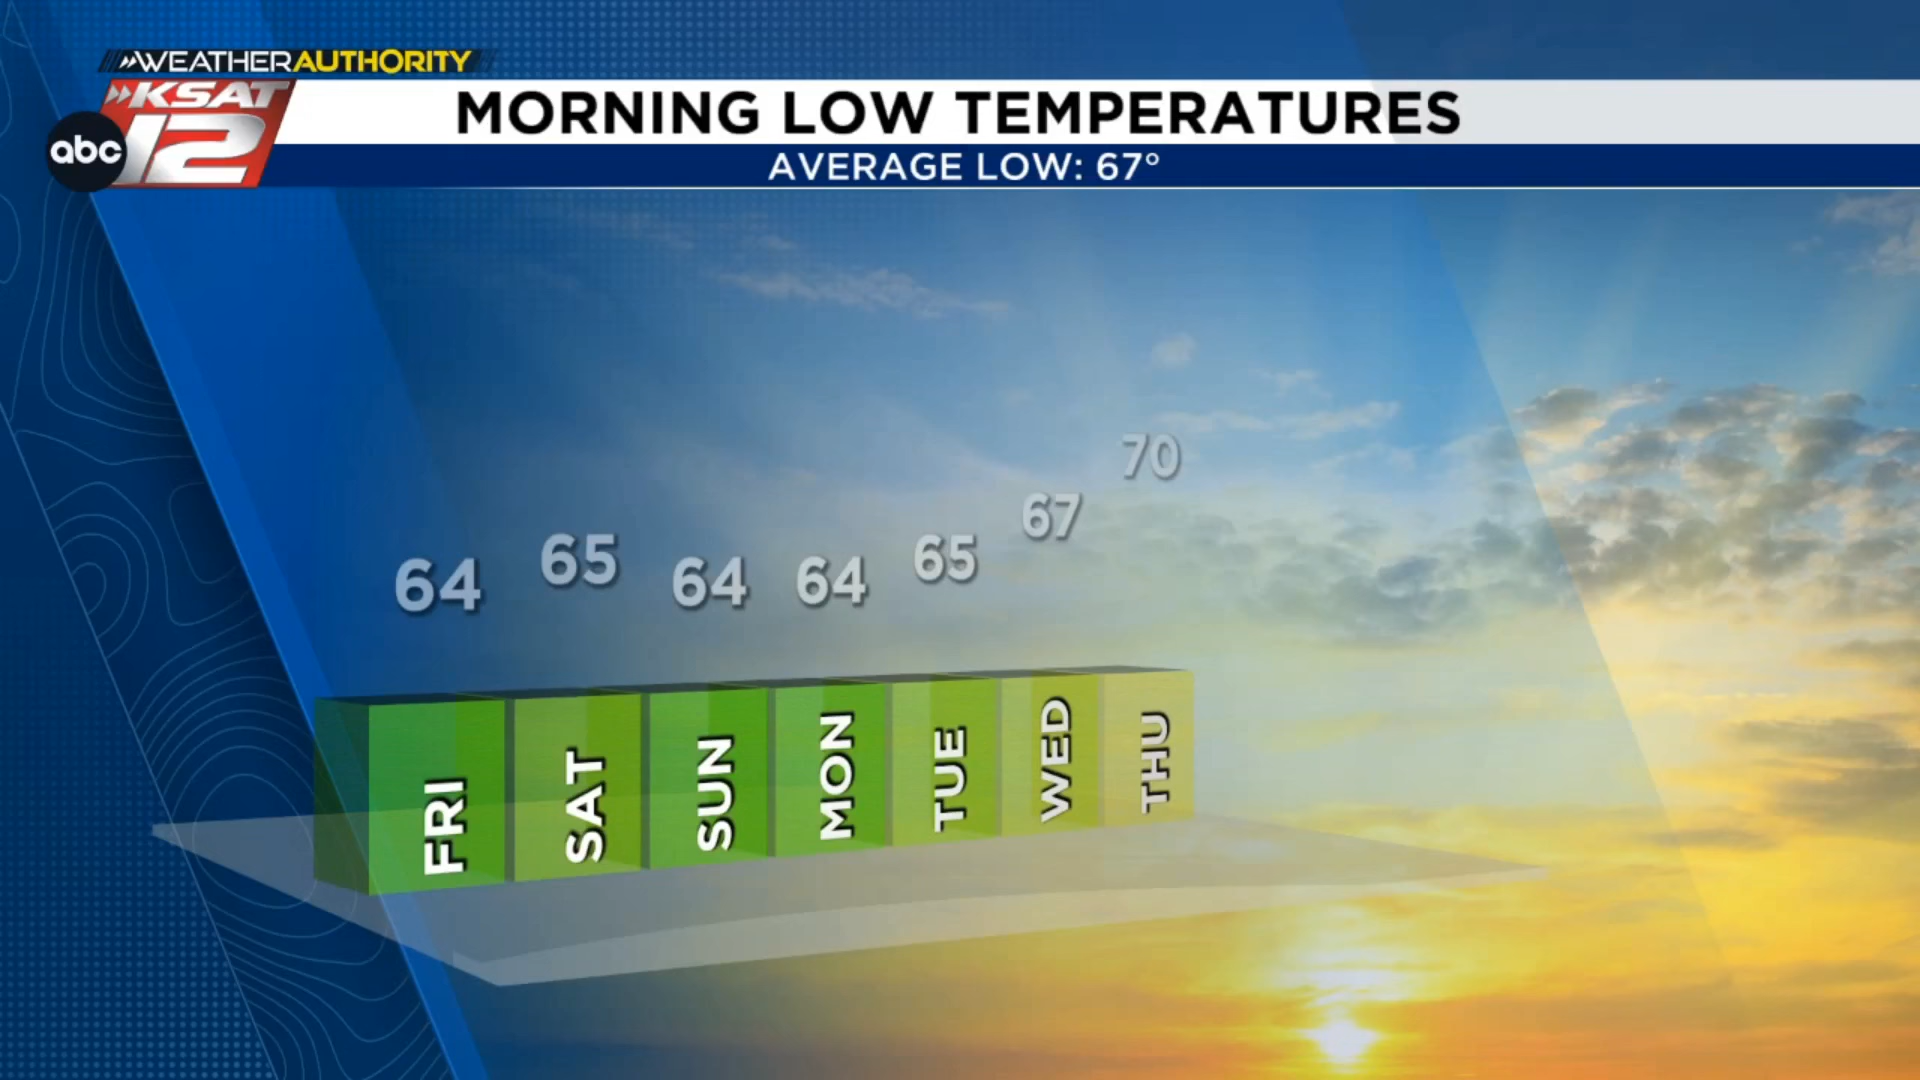 WEATHERAUTHORITY
KSAT
abc 12
MORNING LOW TEMPERATURES
AVERAGE LOW: 67°
64 65 64 64 65 67 70
FRI SAT SUN MON TUE WED THU